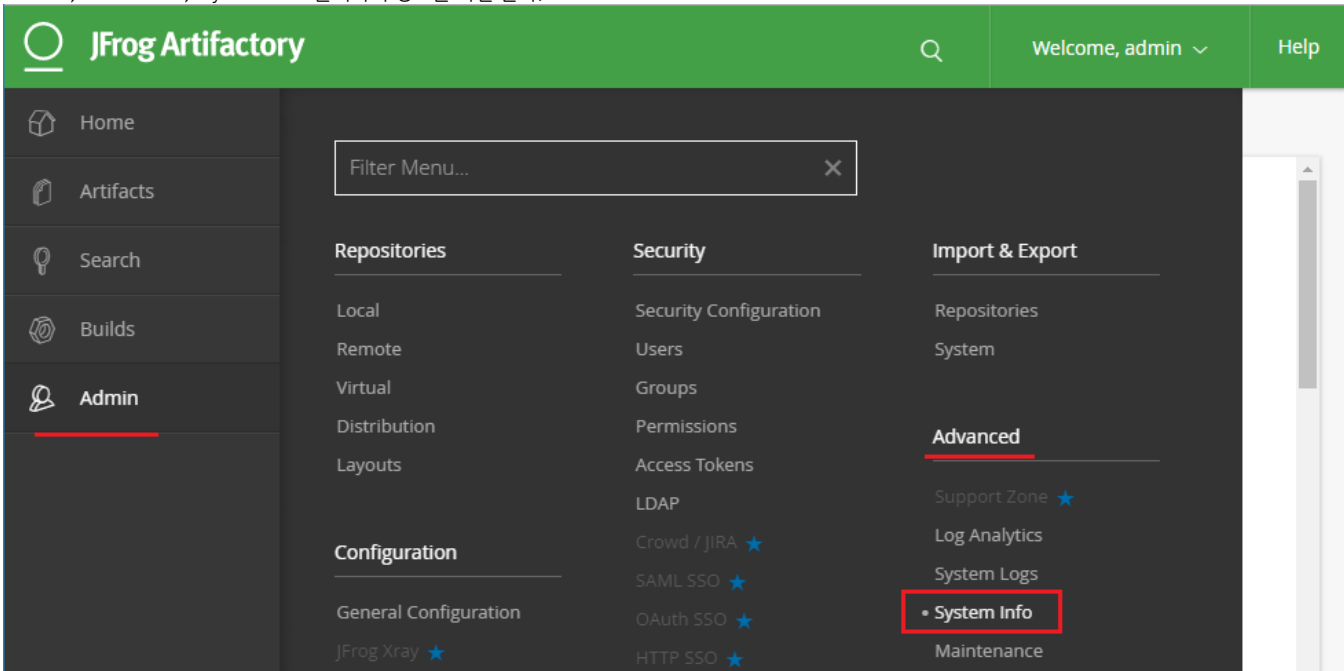 JFrog Artifactory
Welcome, admin
Help
Home
Artifacts
Search
Builds
Admin
Filter Menu...
Repositories
Local
Remote
Virtual
Distribution
Layouts
Configuration
General Configuration
JFrog Xray
Security
Security Configuration
Users
Groups
Permissions
Access Tokens
LDAP
Crowd / JIRA
SAML SSO
OAuth SSO
HTTP SSO
Import & Export
Repositories
System
Advanced
Support Zone
Log Analytics
System Logs
System Info
Maintenance